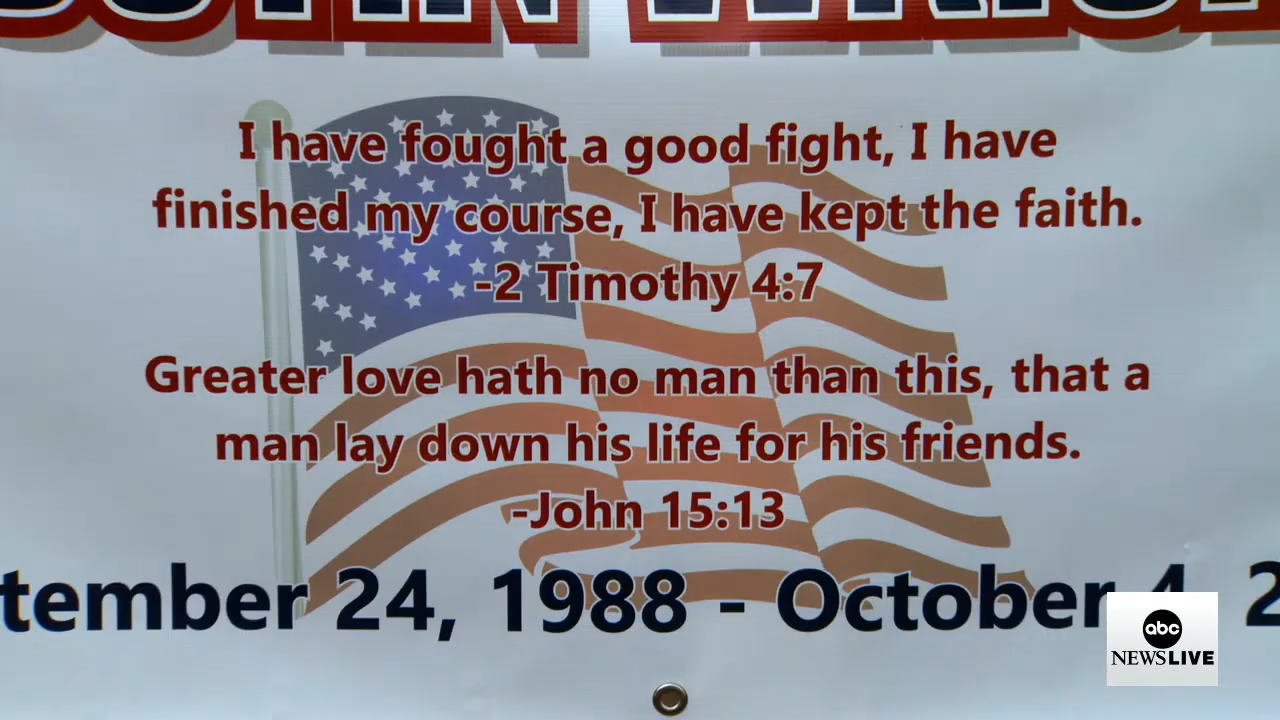 I have fought a good fight, I have
finished my course, I have kept the faith.
-2 Timothy 4:7
Greater love hath no man than this, that a
man lay down his life for his friends.
-John 15:13
tember 24, 1988 - October 4, 2
abc
NEWSLIVE